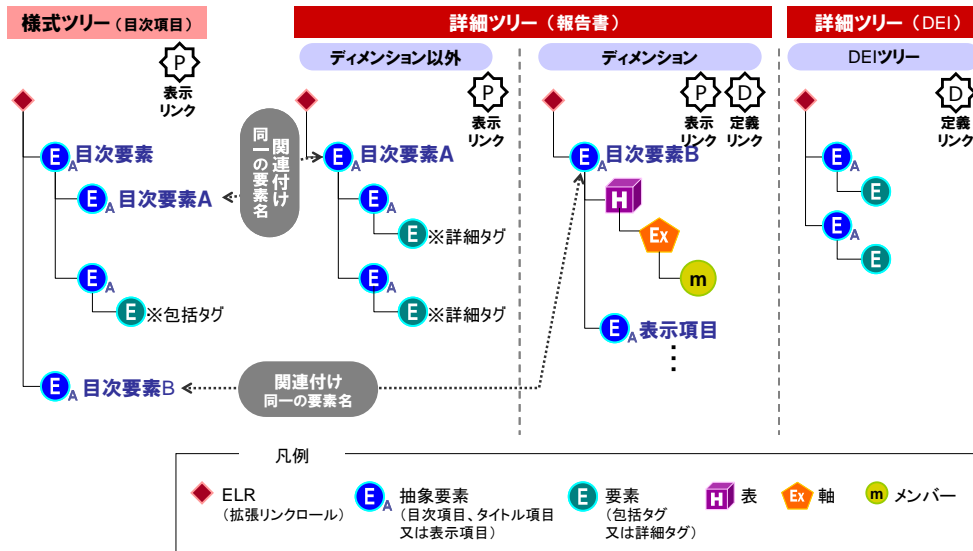 様式ツリー（目次項目）
P
表示
リンク
E
A
目次要素
E
A
目次要素A
E
A
E
※包括タグ
E
A
目次要素B
関連付け
同一の要素名
関連付け
同一の要素名
詳細ツリー（報告書）
ディメンション以外
P
表示
リンク
E
A
目次要素A
E
A
E
※詳細タグ
E
A
E
※詳細タグ
ディメンション
P
D
表示
リンク
定義
リンク
E
A
目次要素B
H
Ex
m
E
A
表示項目
詳細ツリー（DEI）
DEIツリー
D
定義
リンク
E
A
E
E
A
E
凡例
ELR
（拡張リンクロール）
E
A
抽象要素
（目次項目、タイトル項目
又は表示項目）
E
要素
（包括タグ
又は詳細タグ）
H
表
Ex
軸
m
メンバー